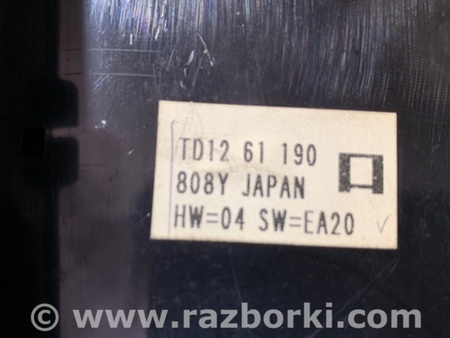 TD12 61 190
808Y JAPAN
HW=04 SW=EA20
© www.razborki.com